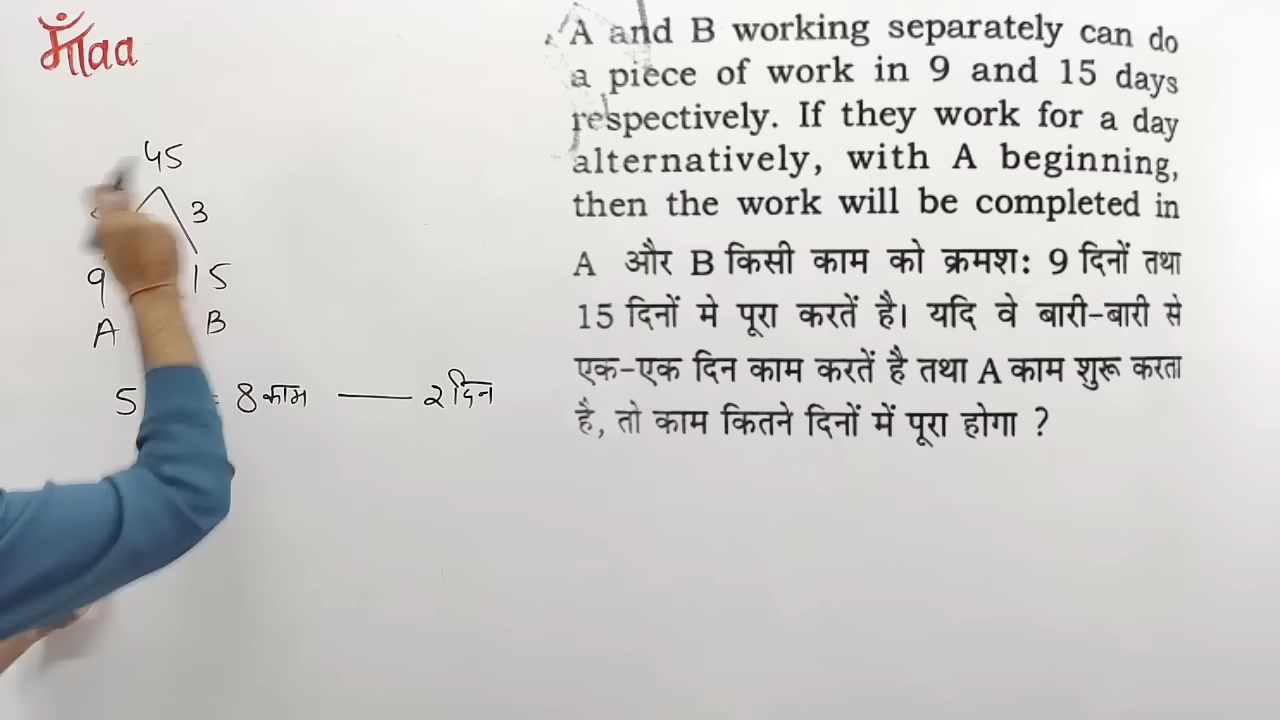 माँaa
45
3
9 15
A B
5 = 8 काम — 2 दिन
A and B working separately can do
a piece of work in 9 and 15 days
respectively. If they work for a day
alternatively, with A beginning,
then the work will be completed in
A और B किसी काम को क्रमश: 9 दिनों तथा
15 दिनों मे पूरा करतें है। यदि वे बारी-बारी से
एक-एक दिन काम करतें है तथा A काम शुरू करता
है, तो काम कितने दिनों में पूरा होगा ?